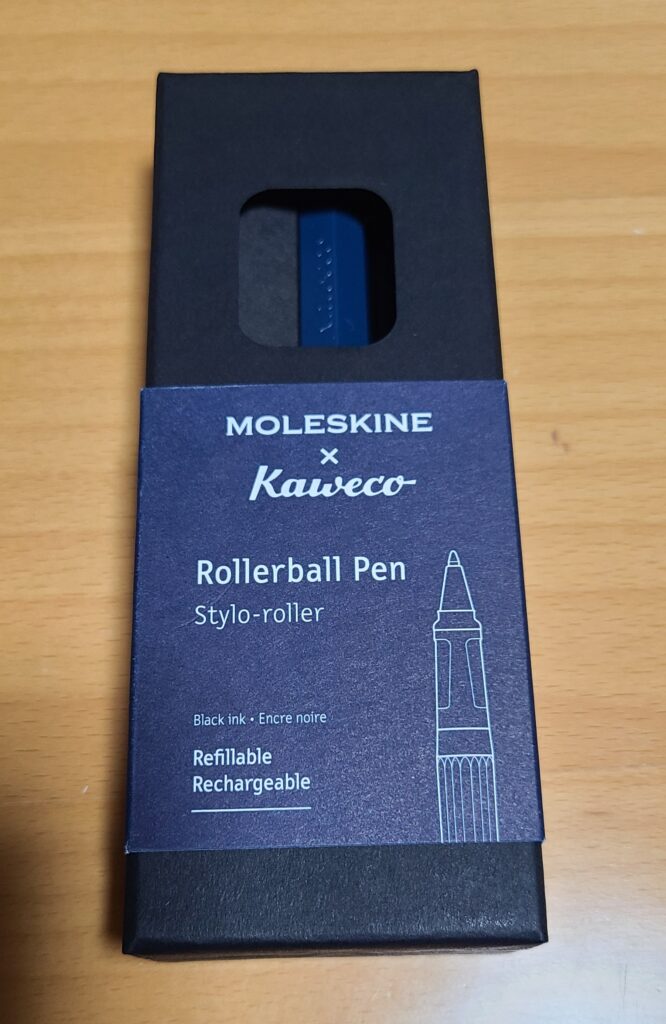 MOLESKINE
×
Kaweco
Rollerball Pen
Stylo-roller
Black ink • Encre noire
Refillable
Rechargeable